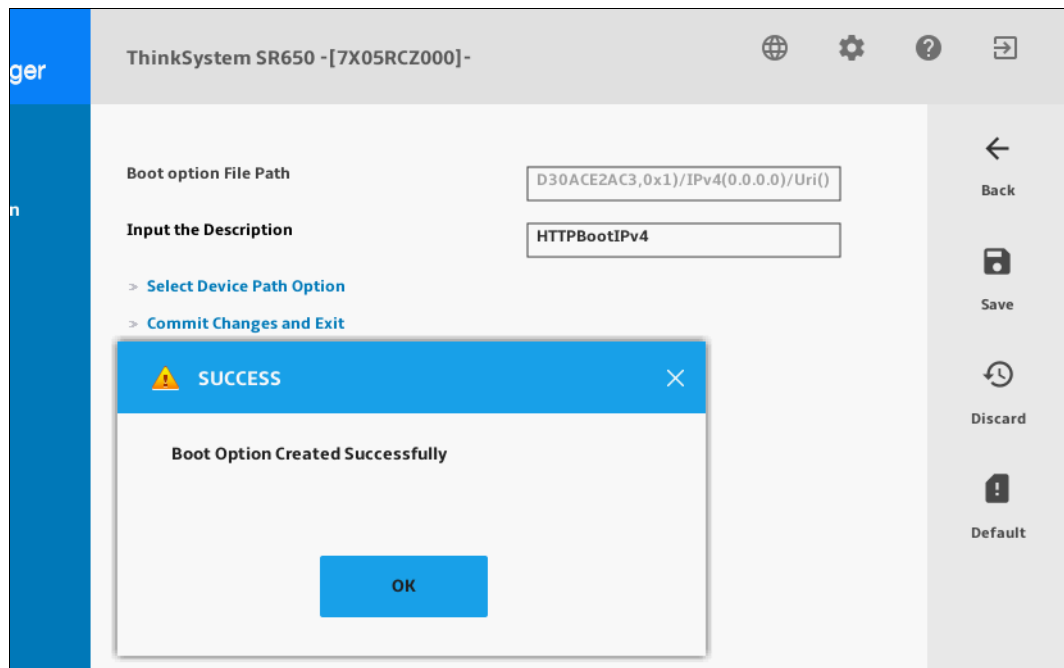 ger
ThinkSystem SR650 -[7X05RCZ000]-
n
Boot option File Path
D30ACE2AC3,0x1)/IPv4(0.0.0.0)/Uri()
Input the Description
HTTPBootIPv4
Select Device Path Option
Commit Changes and Exit
SUCCESS
Boot Option Created Successfully
OK
Back
Save
Discard
Default